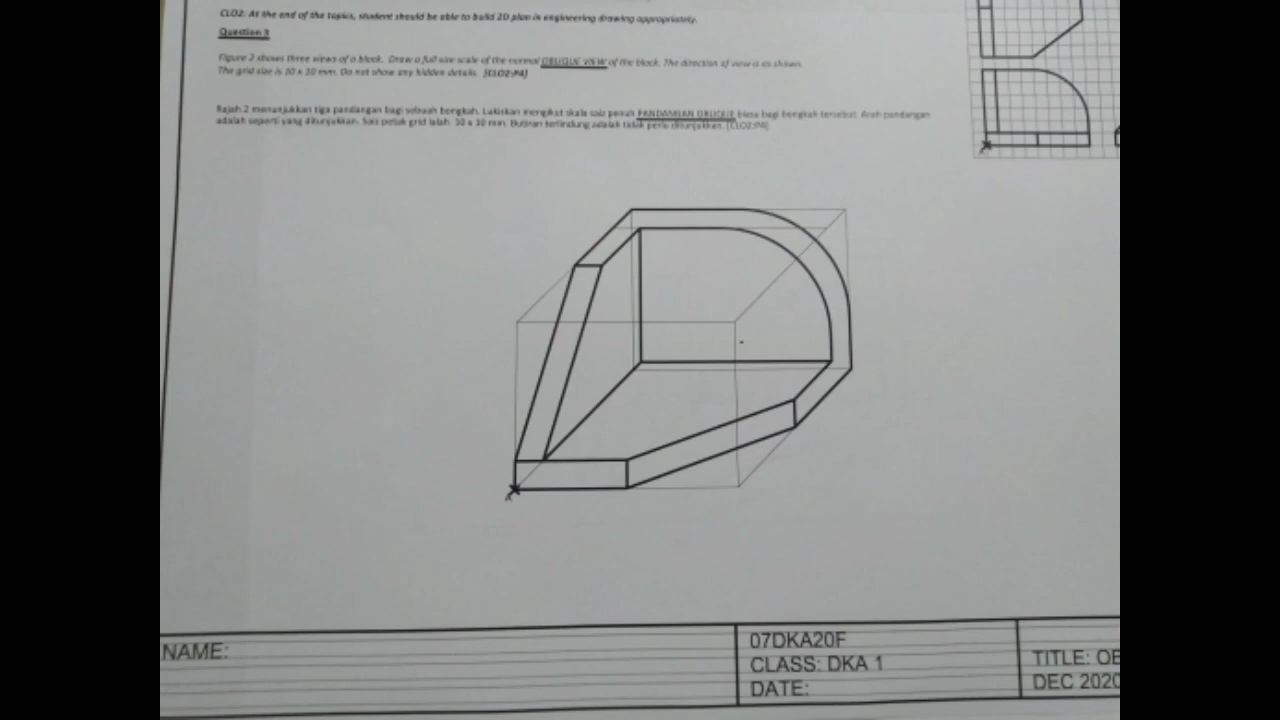 CLO2: At the end of the topics, student should be able to build 2D plan in engineering drawing appropriately.
Question 3
Figure 2 shows three views of a block. Draw a full size scale of the normal OBLIQUE VIEW of the block. The direction of view is as shown.
The grid size is 10 x 10 mm. Do not show any hidden details. [CLO2:P4]
Rajah 2 menunjukkan tiga pandangan bagi sebuah bongkah. Lukiskan mengikut skala saiz penuh PANDANGAN OBLIQUE biasa bagi bongkah tersebut. Arah pandangan
adalah seperti yang ditunjukkan. Saiz petak grid ialah 10 x 10 mm. Butiran terlindung adalah tidak perlu ditunjukkan. [CLO2:P4]
NAME:
07DKA20F
CLASS: DKA 1
DATE:
TITLE: OB
DEC 2020